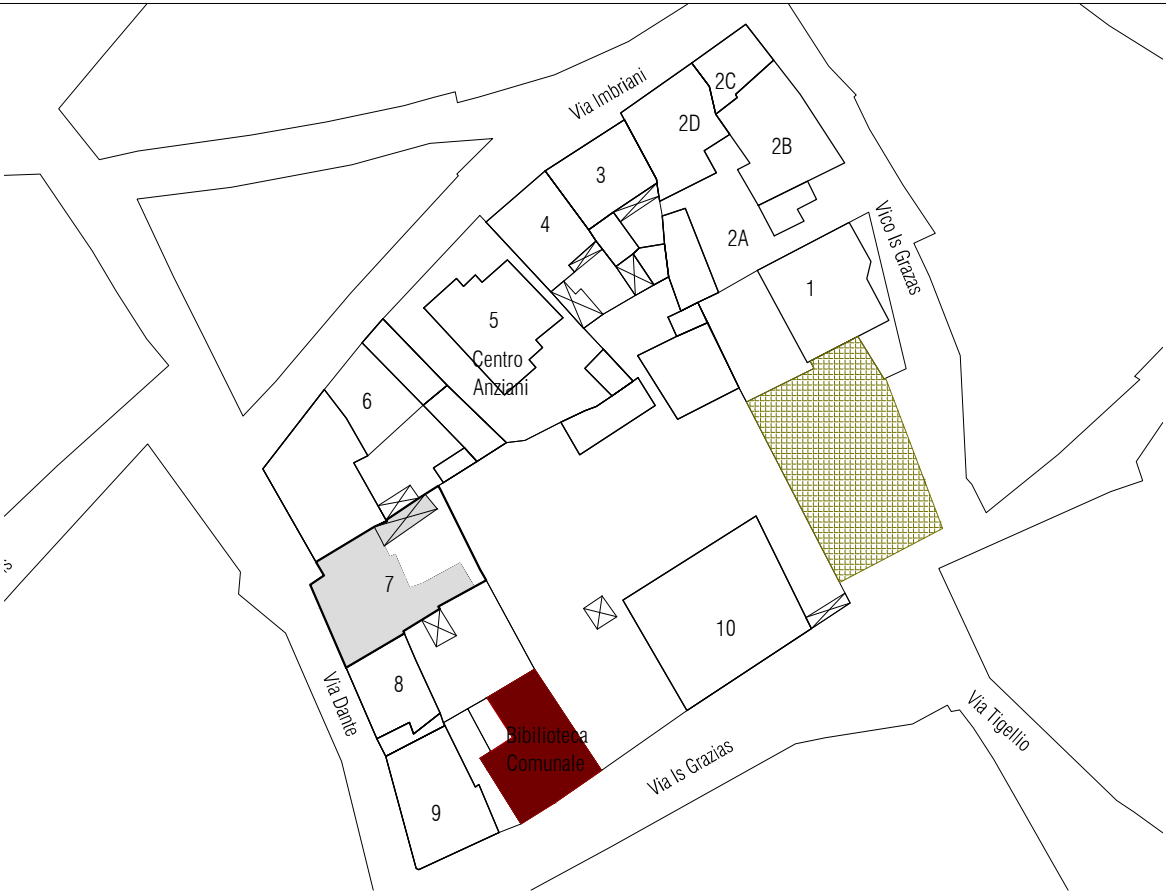 Via Imbriani
2C
2D
2B
3
Vico Is Grazas
4
2A
1
5
Centro
Anziani
6
7
10
8
Via Dante
Via Tigellio
Bibilioteca
Comunale
Via Is Grazias
9